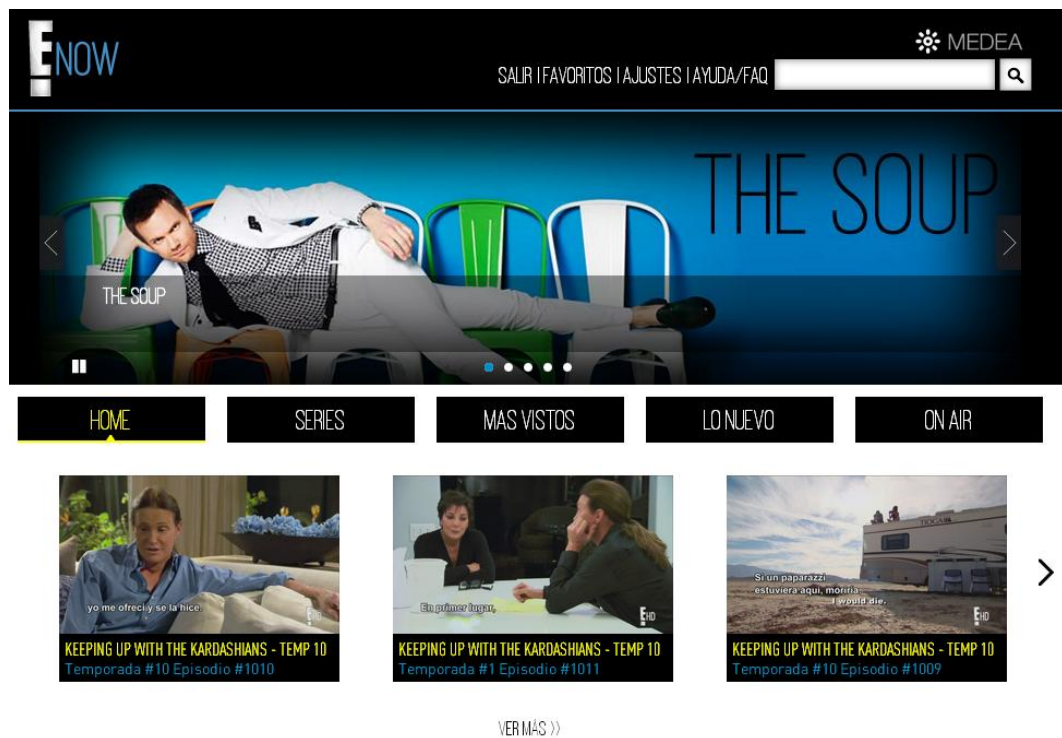 E!
NOW
MEDEA
SALIR | FAVORITOS | AJUSTES | AYUDA/FAQ
THE SOUP
THE SOUP
HOME
SERIES
MAS VISTOS
LO NUEVO
ON AIR
yo me ofrecí y se la hice.
E! HD
KEEPING UP WITH THE KARDASHIANS - TEMP 10
Temporada #10 Episodio #1010
En primer lugar,
E! HD
KEEPING UP WITH THE KARDASHIANS - TEMP 10
Temporada #1 Episodio #1011
Si un paparazzi
estuviera aquí, moriría.
I would die.
E! HD
KEEPING UP WITH THE KARDASHIANS - TEMP 10
Temporada #10 Episodio #1009
VER MÁS >>